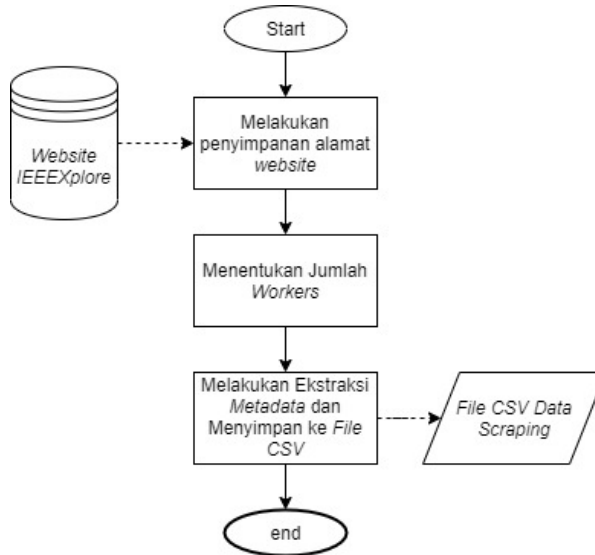 Start
Melakukan
penyimpanan alamat
website
Website
IEEEXplore
Menentukan Jumlah
Workers
Melakukan Ekstraksi
Metadata dan
Menyimpan ke File
CSV
File CSV Data
Scraping
end